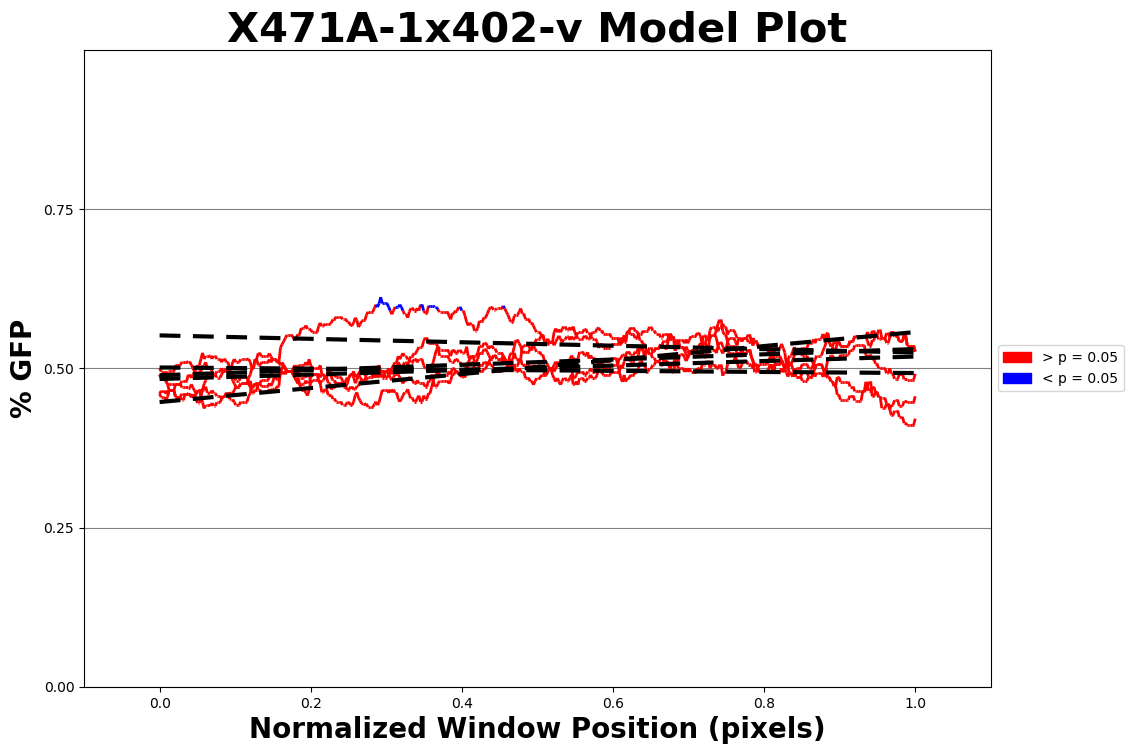 X471A-1x402-v Model Plot
% GFP
0.75
0.50
0.25
0.00
0.0 0.2 0.4 0.6 0.8 1.0
Normalized Window Position (pixels)
> p = 0.05
< p = 0.05